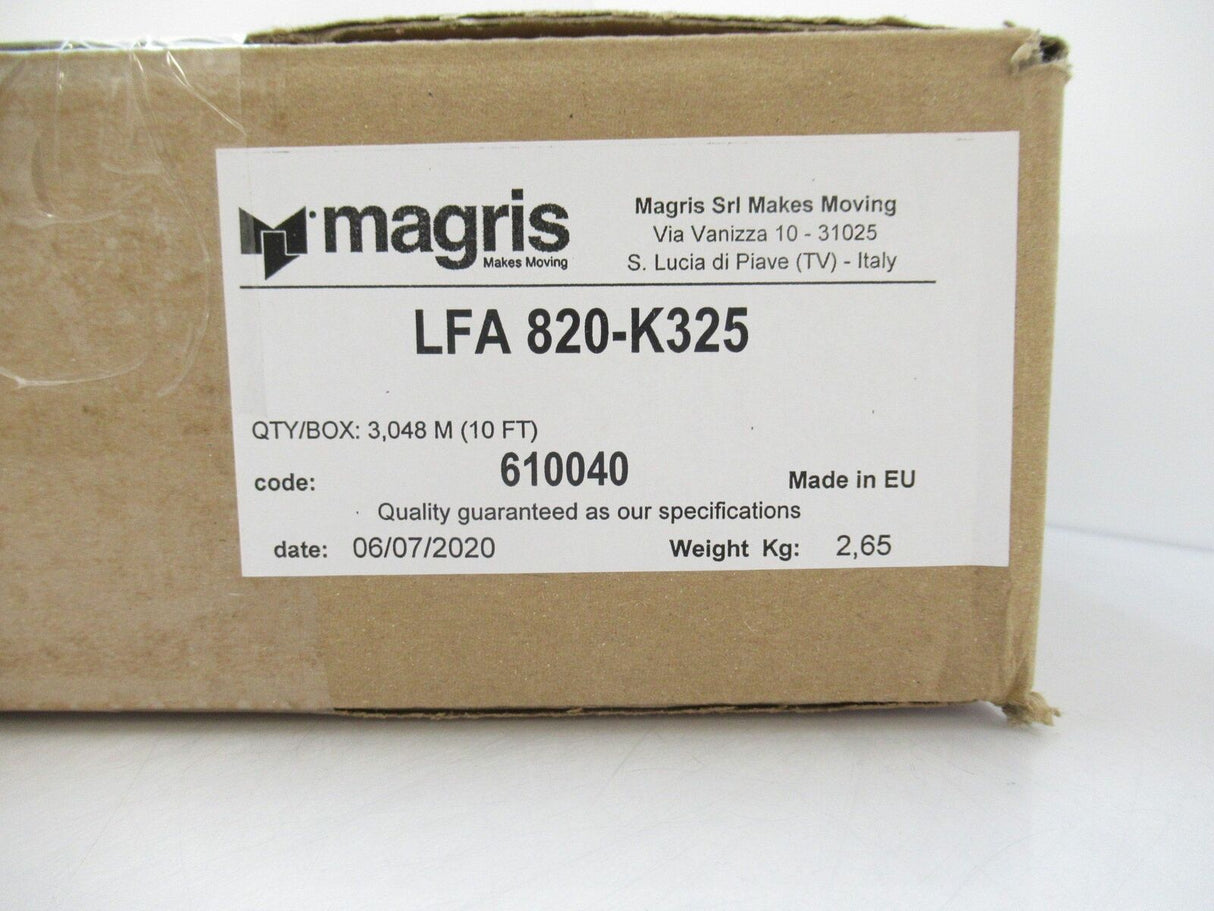 magris
Makes Moving
Magris Srl Makes Moving
Via Vanizza 10 - 31025
S. Lucia di Piave (TV) - Italy
LFA 820-K325
QTY/BOX: 3,048 M (10 FT)
code: 610040 Made in EU
Quality guaranteed as our specifications
date: 06/07/2020 Weight Kg: 2,65